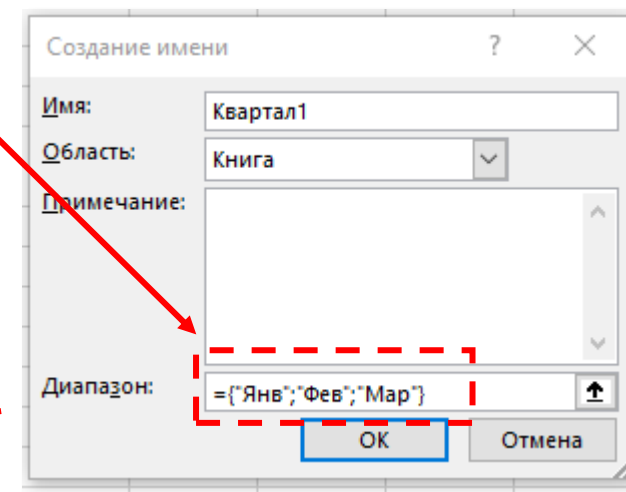 Создание имени ? ×
Имя: Квартал1
Область: Книга
Примечание:
Диапазон: ={"Янв";"Фев";"Мар"}
ОК Отмена